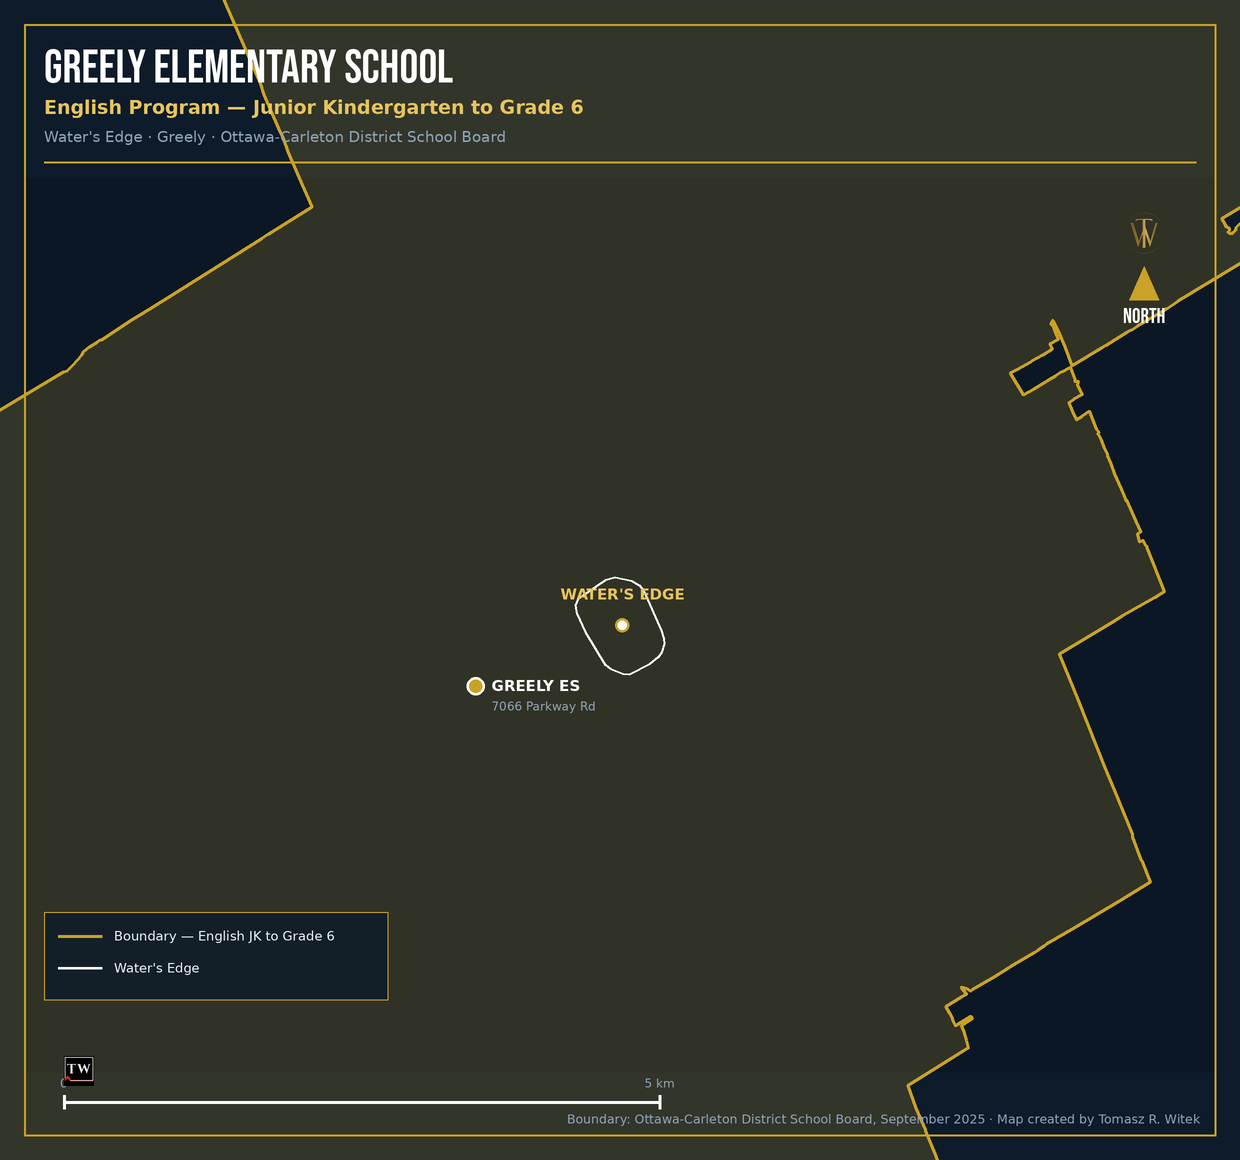 GREELY ELEMENTARY SCHOOL
English Program — Junior Kindergarten to Grade 6
Water's Edge · Greely · Ottawa-Carleton District School Board
TW
NORTH
WATER'S EDGE
GREELY ES
7066 Parkway Rd
Boundary — English JK to Grade 6
Water's Edge
TW
5 km
Boundary: Ottawa-Carleton District School Board, September 2025 · Map created by Tomasz R. Witek